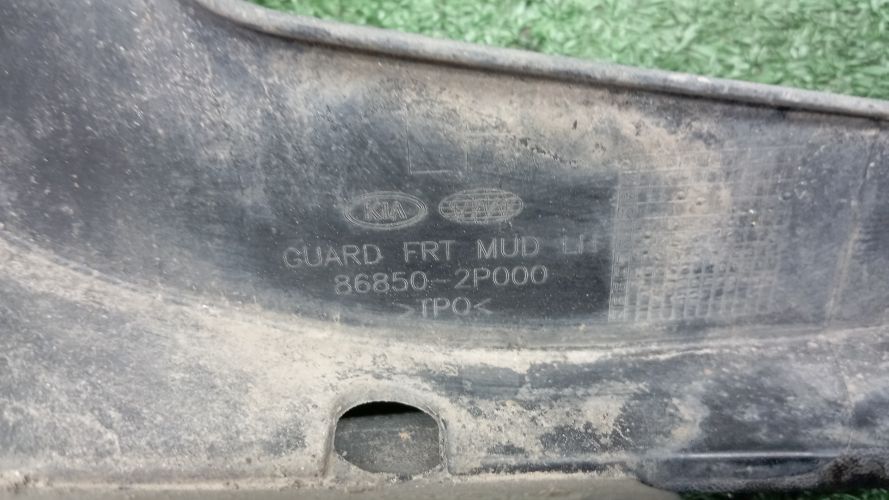 KIA
GUARD FRT MUD LH
86850-2P000
>TPO<